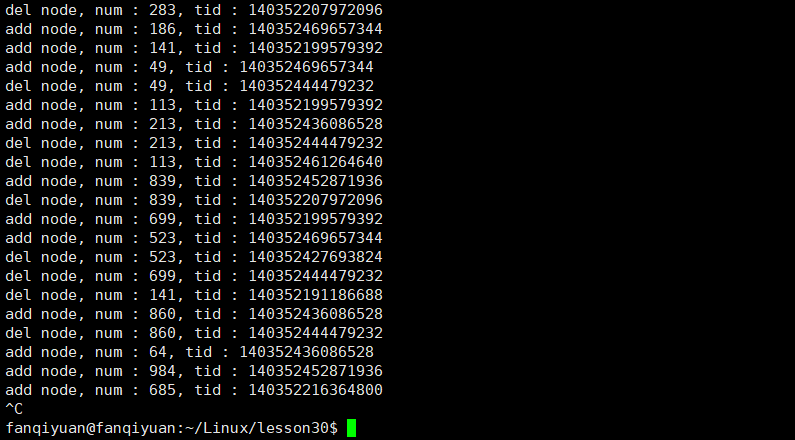 del node, num : 283, tid : 140352207972096
add node, num : 186, tid : 140352469657344
add node, num : 141, tid : 140352199579392
add node, num : 49, tid : 140352469657344
del node, num : 49, tid : 140352444479232
add node, num : 113, tid : 140352199579392
add node, num : 213, tid : 140352436086528
del node, num : 213, tid : 140352444479232
del node, num : 113, tid : 140352461264640
add node, num : 839, tid : 140352452871936
del node, num : 839, tid : 140352207972096
add node, num : 699, tid : 140352199579392
add node, num : 523, tid : 140352469657344
del node, num : 523, tid : 140352427693824
del node, num : 699, tid : 140352444479232
del node, num : 141, tid : 140352191186688
add node, num : 860, tid : 140352436086528
del node, num : 860, tid : 140352444479232
add node, num : 64, tid : 140352436086528
add node, num : 984, tid : 140352452871936
add node, num : 685, tid : 140352216364800
^C
fanqiyuan@fanqiyuan:~/Linux/lesson30$